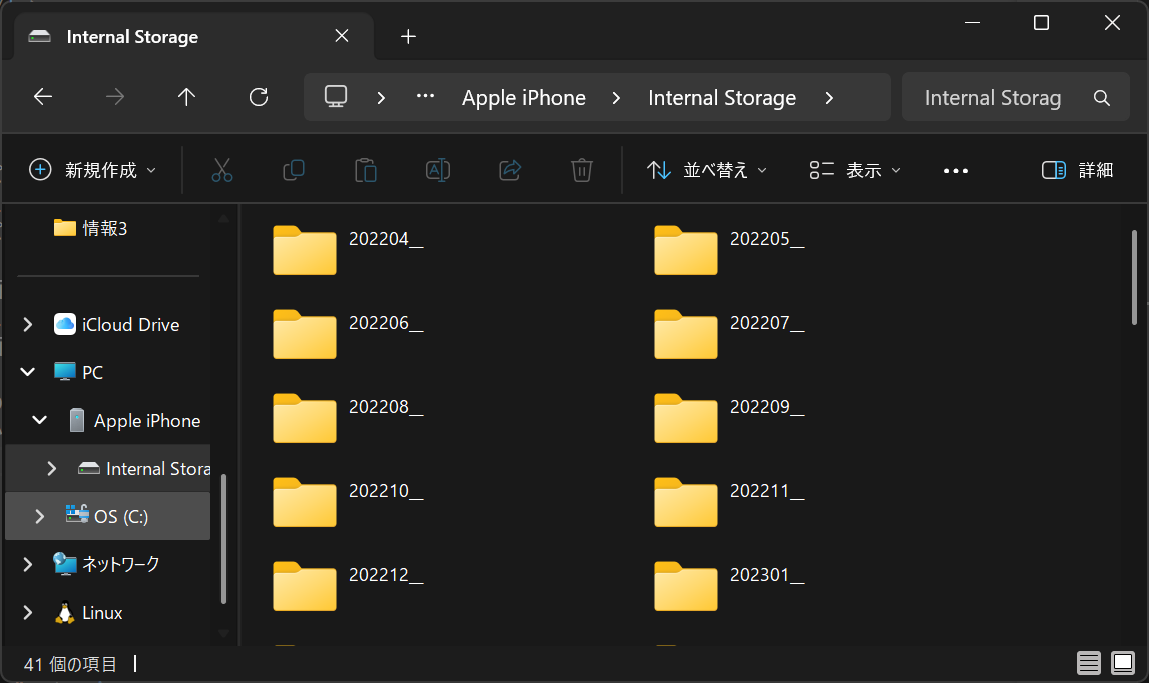 Internal Storage
Apple iPhone
Internal Storage
Internal Storag
新規作成
並べ替え
表示
詳細
情報3
iCloud Drive
PC
Apple iPhone
Internal Stora
OS (C:)
ネットワーク
Linux
202204__
202205__
202206__
202207__
202208__
202209__
202210__
202211__
202212__
202301__
41 個の項目